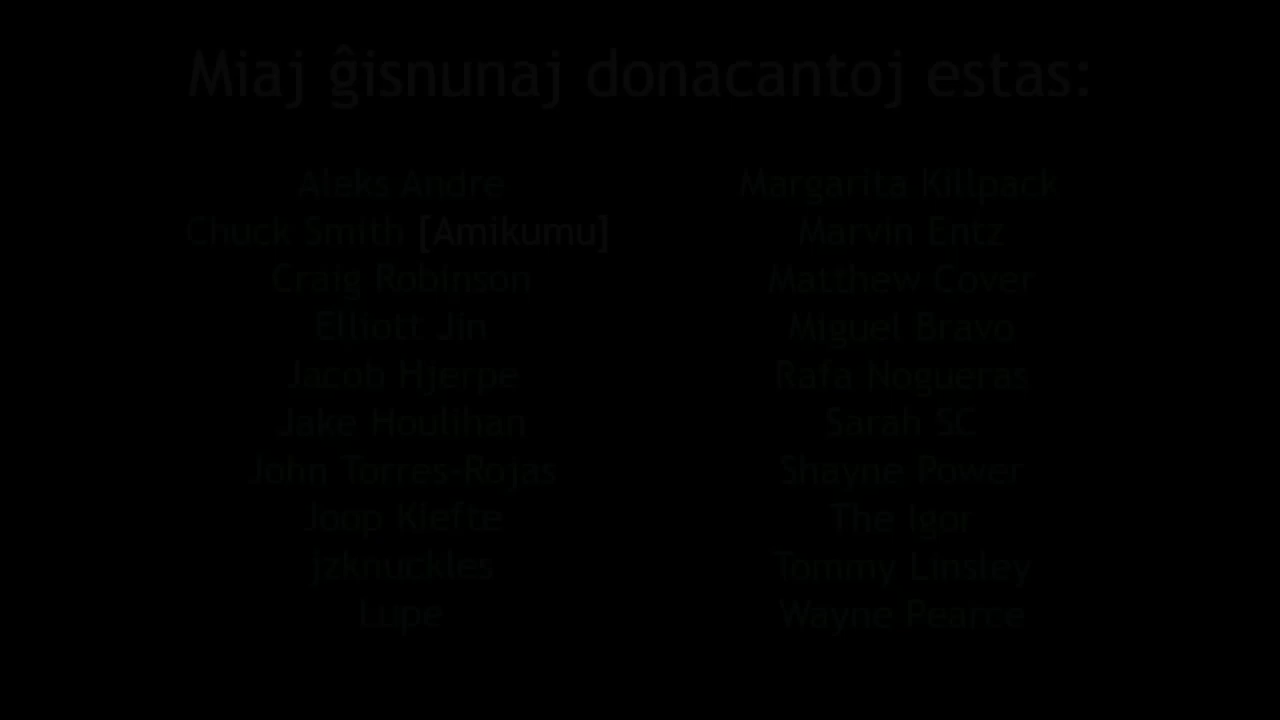 Miaj ĝisnunaj donacantoj estas:
Aleks Andre
Chuck Smith [Amikumu]
Craig Robinson
Elliott Jin
Jacob Hjerpe
Jake Houlihan
John Torres-Rojas
Joop Kiefte
jzknuckles
Lupe
Margarita Killpack
Marvin Entz
Matthew Cover
Miguel Bravo
Rafa Nogueras
Sarah SC
Shayne Power
The Igor
Tommy Linsley
Wayne Pearce